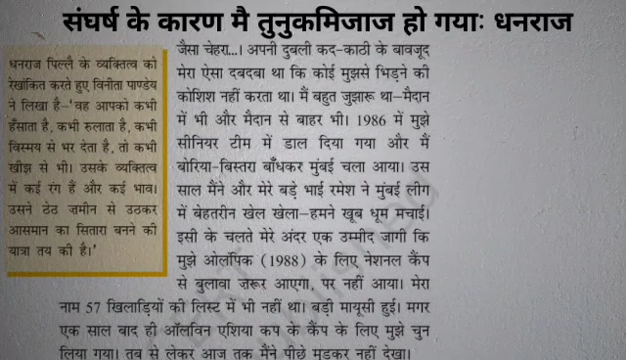 संघर्ष के कारण मै तुनुकमिजाज हो गयाः धनराज
धनराज पिल्लै के व्यक्तित्व को
रेखांकित करते हुए विनीता पाण्डेय
ने लिखा है–'वह आपको कभी
हँसाता है, कभी रुलाता है, कभी
विस्मय से भर देता है, तो कभी
खीझ से भी। उसके व्यक्तित्व
में कई रंग हैं और कई भाव।
उसने ठेठ ज़मीन से उठकर
आसमान का सितारा बनने की
यात्रा तय की है।'
जैसा चेहरा...। अपनी दुबली कद-काठी के बावजूद
मेरा ऐसा दबदबा था कि कोई मुझसे भिड़ने की
कोशिश नहीं करता था। मैं बहुत जुझारू था–मैदान
में भी और मैदान से बाहर भी। 1986 में मुझे
सीनियर टीम में डाल दिया गया और मैं
बोरिया-बिस्तरा बाँधकर मुंबई चला आया। उस
साल मैंने और मेरे बड़े भाई रमेश ने मुंबई लीग
में बेहतरीन खेल खेला–हमने खूब धूम मचाई।
इसी के चलते मेरे अंदर एक उम्मीद जागी कि
मुझे ओलंपिक (1988) के लिए नेशनल कैंप
से बुलावा ज़रूर आएगा, पर नहीं आया। मेरा
नाम 57 खिलाड़ियों की लिस्ट में भी नहीं था। बड़ी मायूसी हुई। मगर
एक साल बाद ही ऑलविन एशिया कप के कैंप के लिए मुझे चुन
लिया गया। तब से लेकर आज तक मैंने पीछे मुड़कर नहीं देखा।